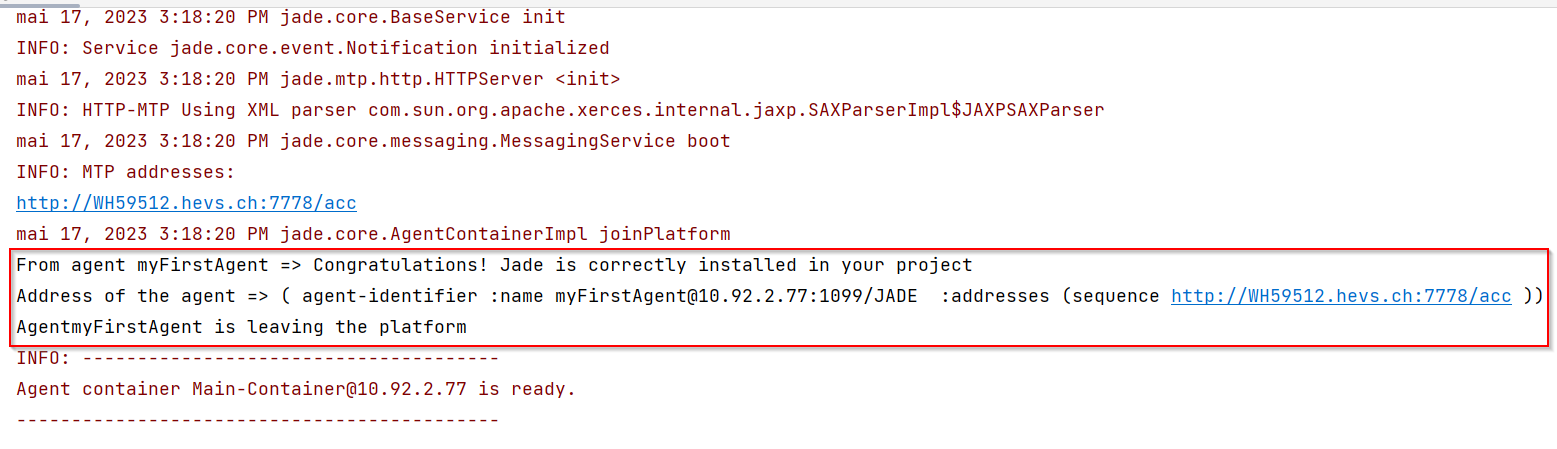 mai 17, 2023 3:18:20 PM jade.core.BaseService init
INFO: Service jade.core.event.Notification initialized
mai 17, 2023 3:18:20 PM jade.mtp.http.HTTPServer <init>
INFO: HTTP-MTP Using XML parser com.sun.org.apache.xerces.internal.jaxp.SAXParserImpl$JAXPSAXParser
mai 17, 2023 3:18:20 PM jade.core.messaging.MessagingService boot
INFO: MTP addresses:
http://WH59512.hevs.ch:7778/acc
mai 17, 2023 3:18:20 PM jade.core.AgentContainerImpl joinPlatform
From agent myFirstAgent => Congratulations! Jade is correctly installed in your project
Address of the agent => ( agent-identifier :name myFirstAgent@10.92.2.77:1099/JADE  :addresses (sequence http://WH59512.hevs.ch:7778/acc ))
AgentmyFirstAgent is leaving the platform
INFO: --------------------------------------
Agent container Main-Container@10.92.2.77 is ready.
--------------------------------------------